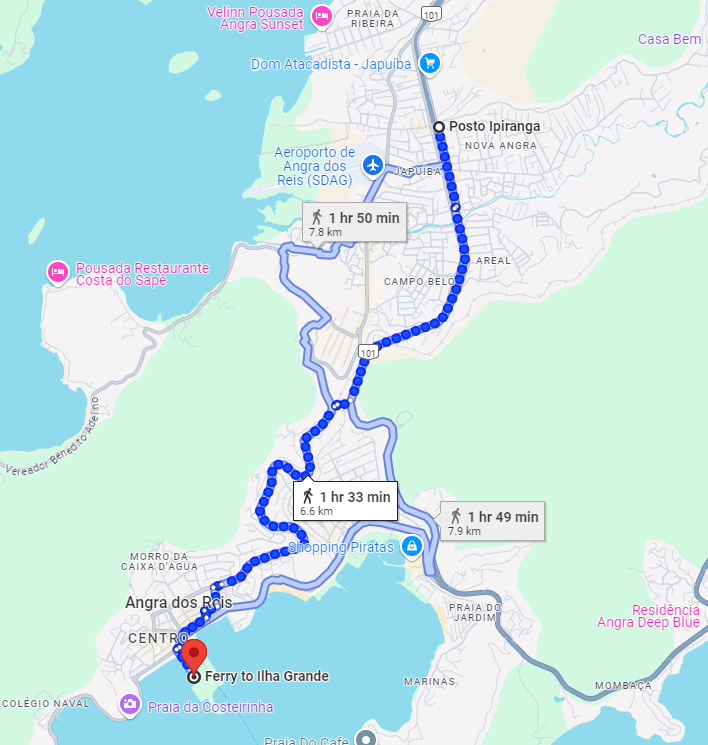 Velinn Pousada
Angra Sunset
PRAIA DA
RIBEIRA
101
Casa Bem
Dom Atacadista - Japuíba
Posto Ipiranga
NOVA ANGRA
Aeroporto de
Angra dos
Reis (SDAG)
JAPUÍBA
1 hr 50 min
7.8 km
Pousada Restaurante
Costa do Sapê
AREAL
CAMPO BELO
101
Vereador Benedito Adelino
1 hr 33 min
6.6 km
1 hr 49 min
7.9 km
Shopping Piratas
MORRO DA
CAIXA D'AGUA
Angra dos Reis
PRAIA DO
JARDIM
Residência
Angra Deep Blue
CENTRO
Ferry to Ilha Grande
MARINAS
MOMBAÇA
COLÉGIO NAVAL
Praia da Costeirinha
Praia Do Cafe